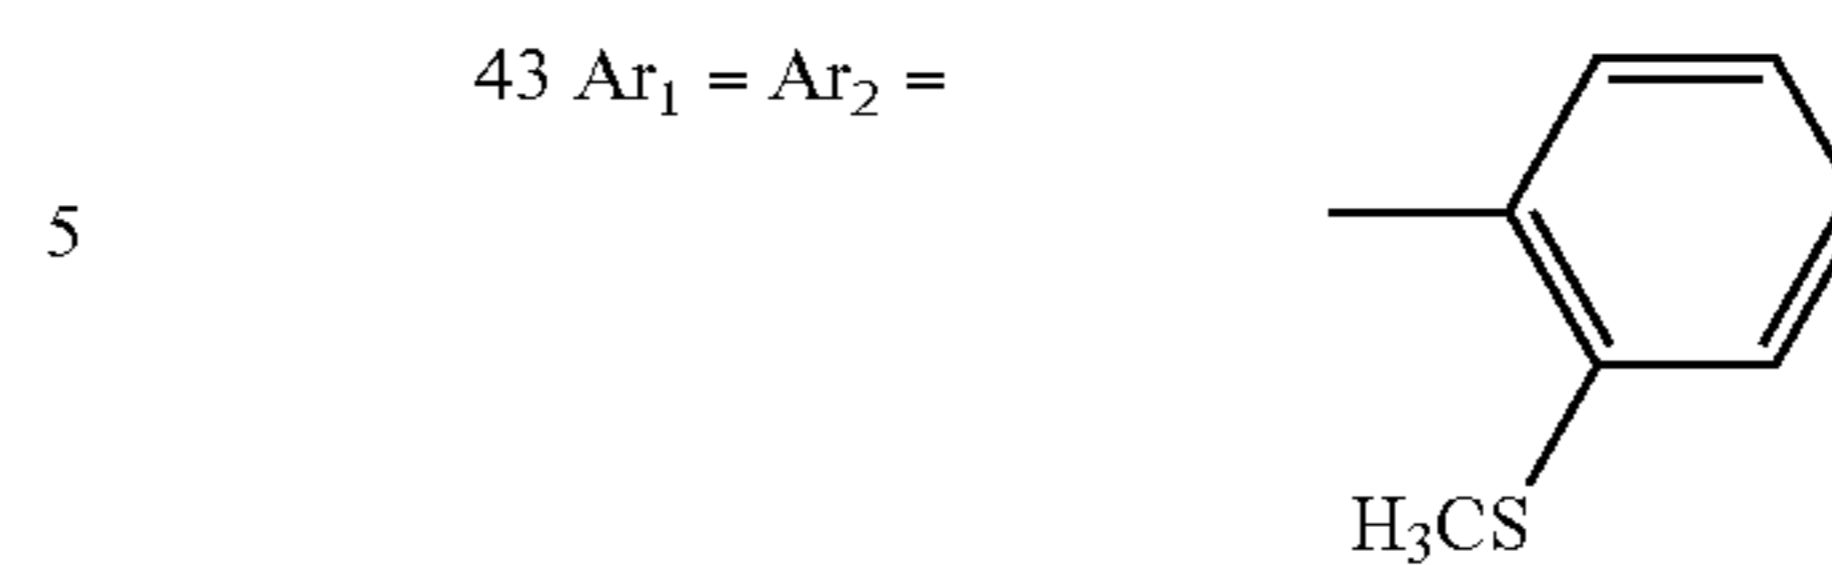 43 Ar₁ = Ar₂ =
5
H₃CS